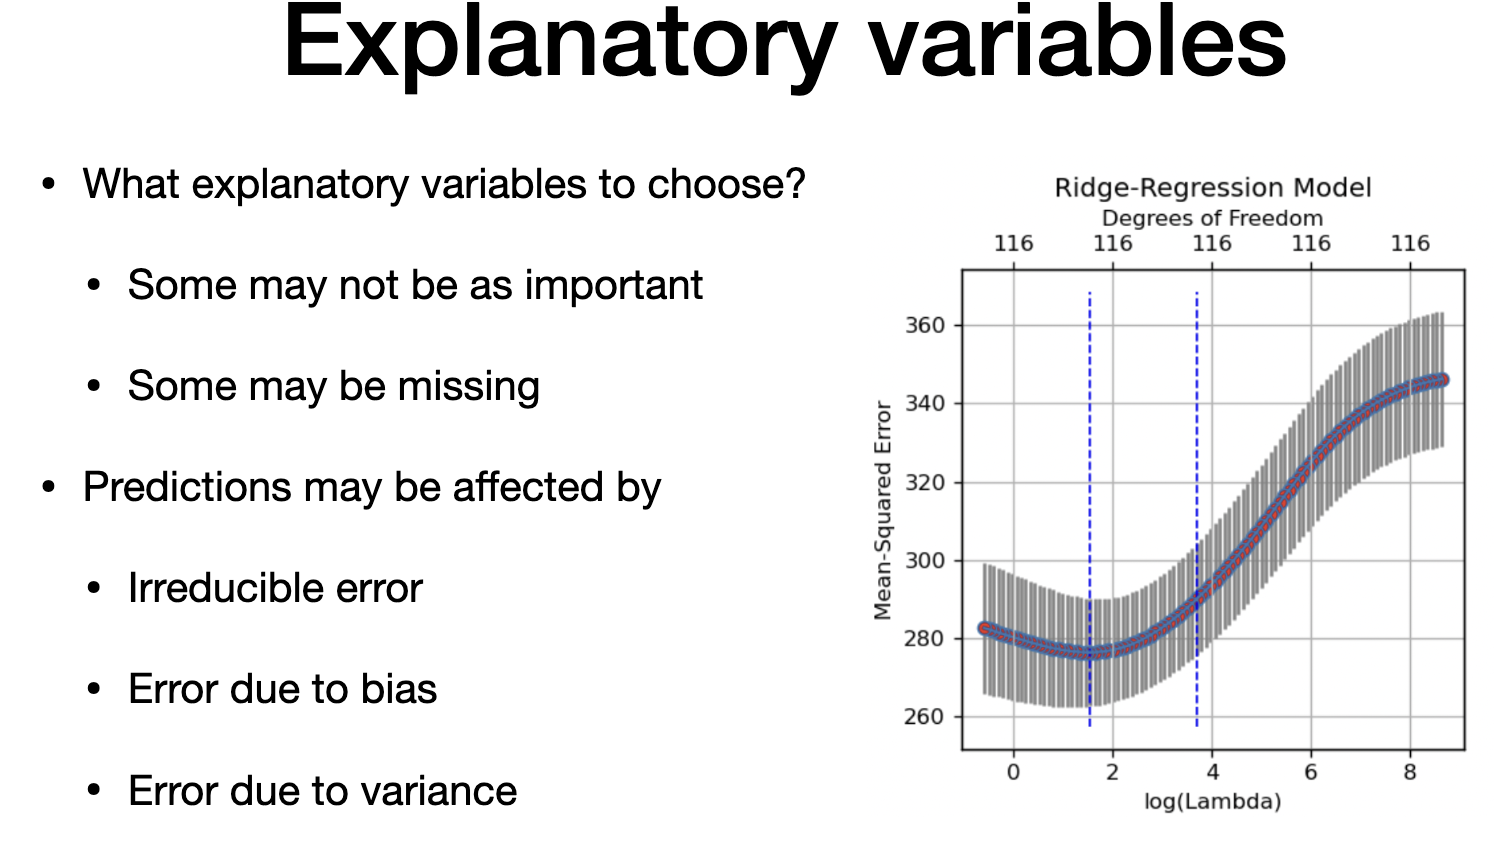 Explanatory variables
• What explanatory variables to choose?
• Some may not be as important
• Some may be missing
• Predictions may be affected by
• Irreducible error
• Error due to bias
• Error due to variance
Ridge-Regression Model
Degrees of Freedom
116 116 116 116 116
360
340
320
300
280
260
Mean-Squared Error
0 2 4 6 8
log(Lambda)